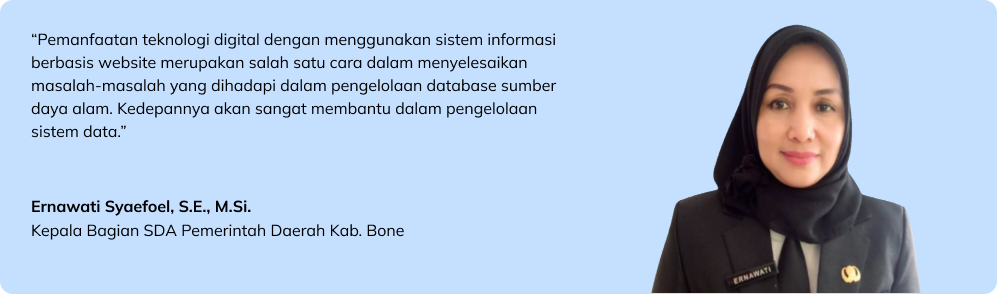 “Pemanfaatan teknologi digital dengan menggunakan sistem informasi
berbasis website merupakan salah satu cara dalam menyelesaikan
masalah-masalah yang dihadapi dalam pengelolaan database sumber
daya alam. Kedepannya akan sangat membantu dalam pengelolaan
sistem data.”
Ernawati Syaefoel, S.E., M.Si.
Kepala Bagian SDA Pemerintah Daerah Kab. Bone
ERNAWATI